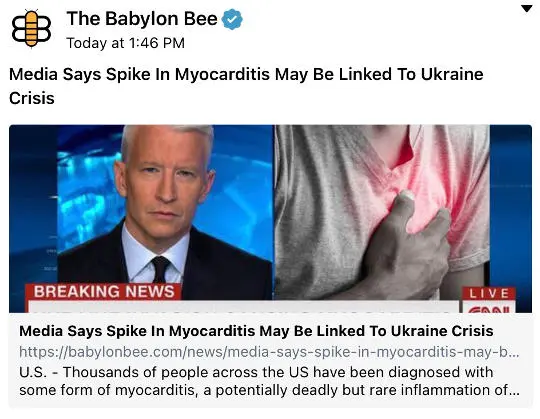 The Babylon Bee
Today at 1:46 PM
Media Says Spike In Myocarditis May Be Linked To Ukraine
Crisis
BREAKING NEWS
LIVE
CNN
Media Says Spike In Myocarditis May Be Linked To Ukraine Crisis
https://babylonbee.com/news/media-says-spike-in-myocarditis-may-b...
U.S. - Thousands of people across the US have been diagnosed with
some form of myocarditis, a potentially deadly but rare inflammation of...